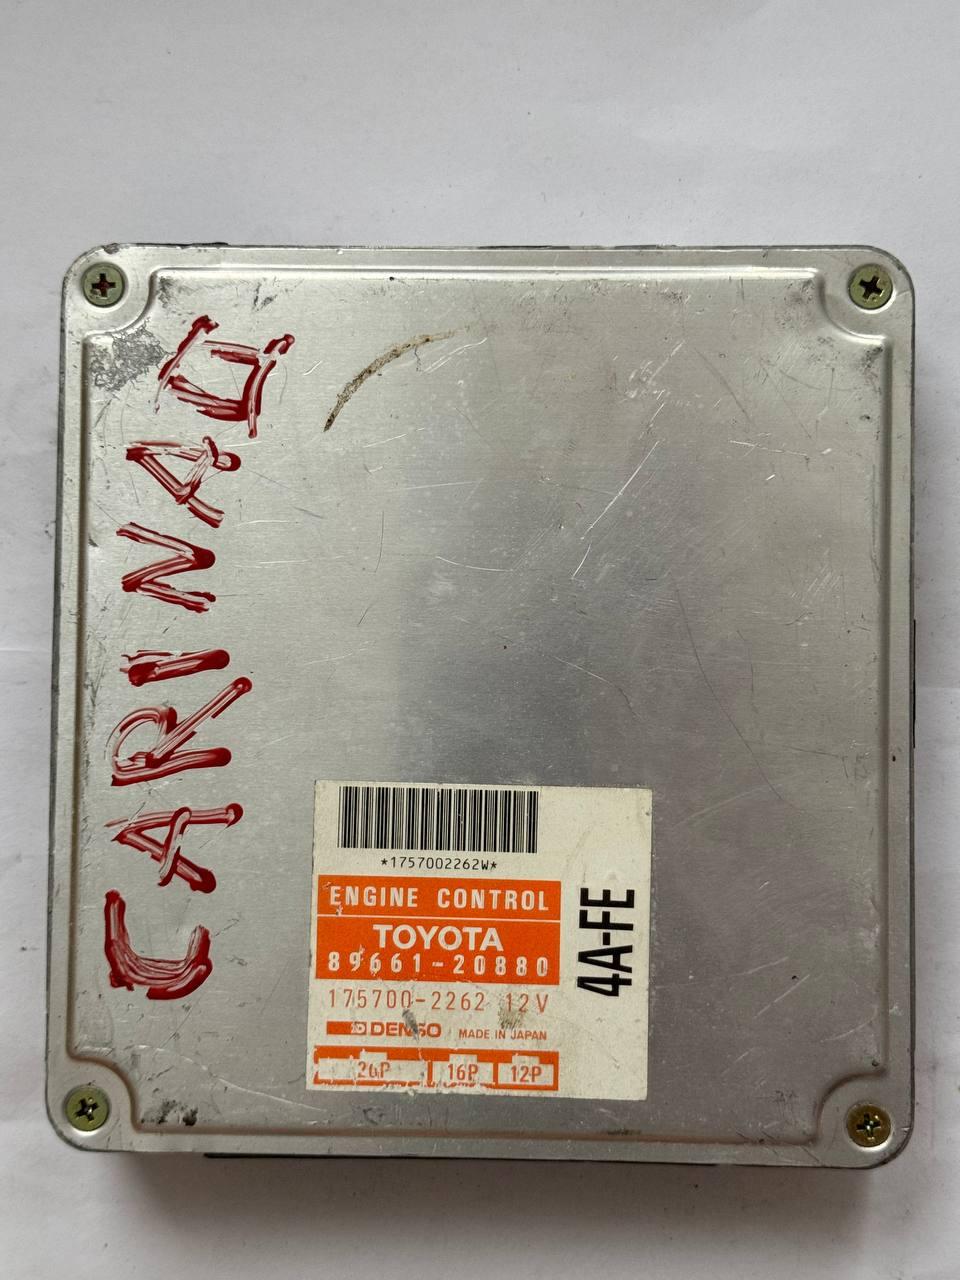 CARINA II
*1757002262W*
ENGINE CONTROL
TOYOTA
89661-20880
175700-2262 12V
DENSO MADE IN JAPAN
26P 16P 12P
4A-FE